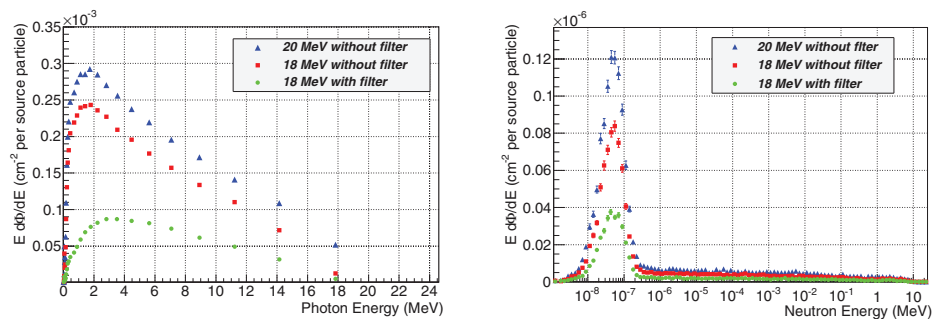 ×10⁻³
0.35
0.3
0.25
0.2
0.15
0.1
0.05
E dΦ/dE (cm⁻² per source particle)
20 MeV without filter
18 MeV without filter
18 MeV with filter
0 2 4 6 8 10 12 14 16 18 20 22 24
Photon Energy (MeV)
×10⁻⁶
0.12
0.1
0.08
0.06
0.04
0.02
0
E dΦ/dE (cm⁻² per source particle)
20 MeV without flter
18 MeV without filter
18 MeV with filter
10⁻⁸ 10⁻⁷ 10⁻⁶ 10⁻⁵ 10⁻⁴ 10⁻³ 10⁻² 10⁻¹ 1 10
Neutron Energy (MeV)